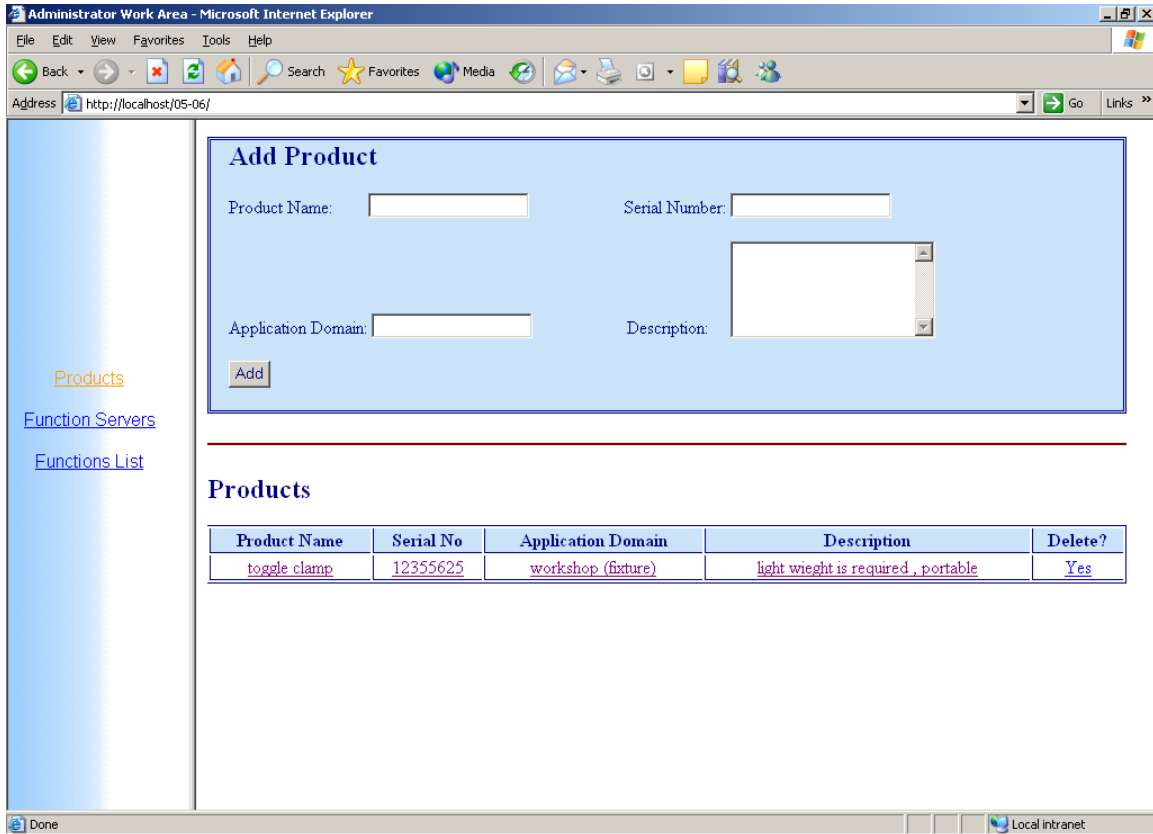 Administrator Work Area - Microsoft Internet Explorer
File Edit View Favorites Tools Help
Back Search Favorites Media
Address http://localhost/05-06/ Go Links »
Add Product
Product Name: Serial Number:
Application Domain: Description:
Add
Products
Function Servers
Functions List
Products
Product Name Serial No Application Domain Description Delete?
toggle clamp 12355625 workshop (fixture) light wieght is required , portable Yes
Done Local intranet